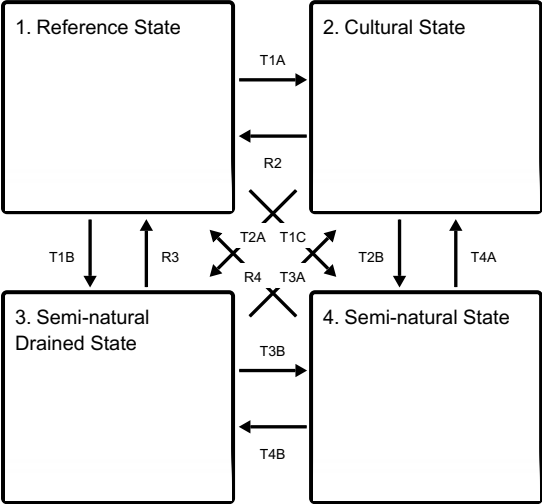 1. Reference State
2. Cultural State
T1A
R2
T2A T1C
T1B
R3
T2B
T4A
R4 T3A
3. Semi-natural
Drained State
4. Semi-natural State
T3B
T4B